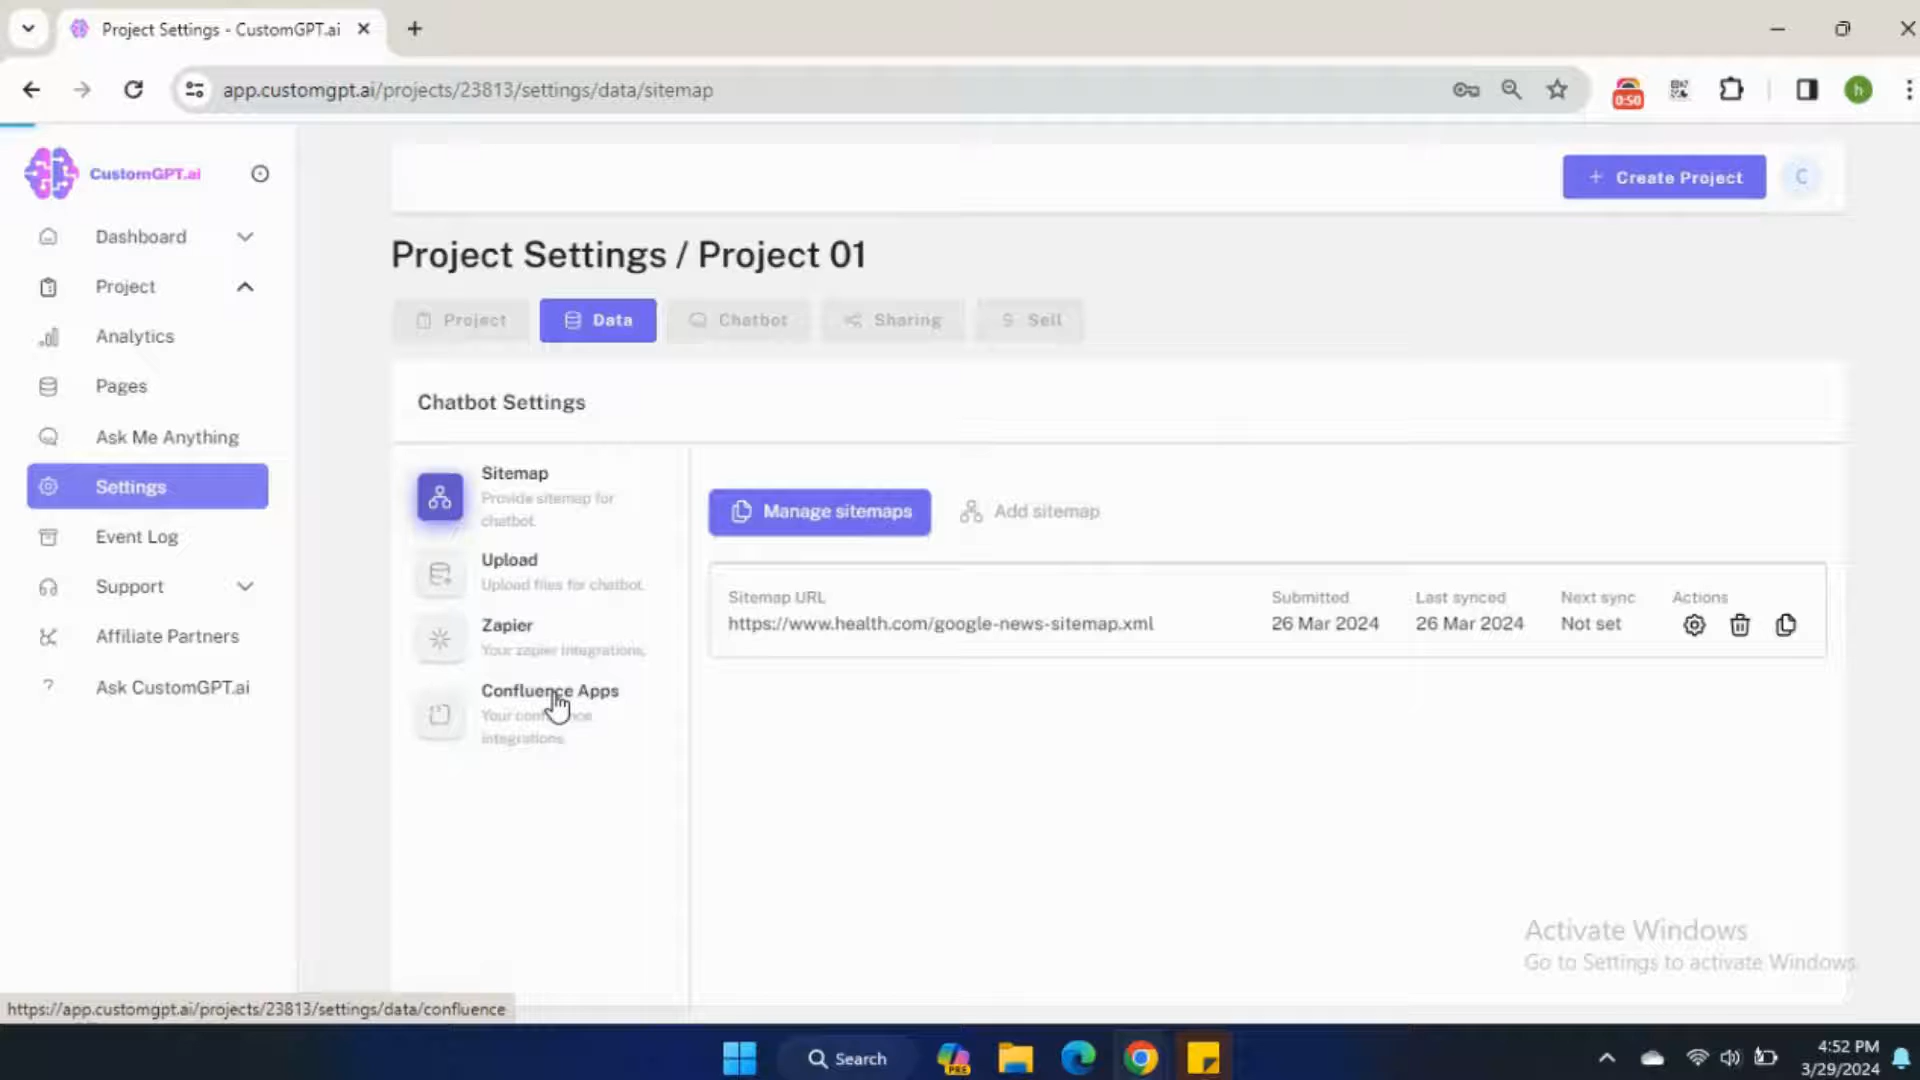 Project Settings - CustomGPT.ai
app.customgpt.ai/projects/23813/settings/data/sitemap
0:50
h
CustomGPT.ai
+ Create Project
C
Dashboard
Project
Analytics
Pages
Ask Me Anything
Settings
Event Log
Support
Affiliate Partners
? Ask CustomGPT.ai
Project Settings / Project 01
Project
Data
Chatbot
Sharing
$ Sell
Chatbot Settings
Sitemap
Provide sitemap for
chatbot.
Upload
Upload files for chatbot.
Zapier
Your zapier integrations.
Confluence Apps
Your
integrations.
Manage sitemaps
Add sitemap
Sitemap URL
https://www.health.com/google-news-sitemap.xml
Submitted
26 Mar 2024
Last synced
26 Mar 2024
Next sync
Not set
Actions
Activate Windows
Go to Settings to activate Windows.
https://app.customgpt.ai/projects/23813/settings/data/confluence
Search
PRE
4:52 PM
3/29/2024